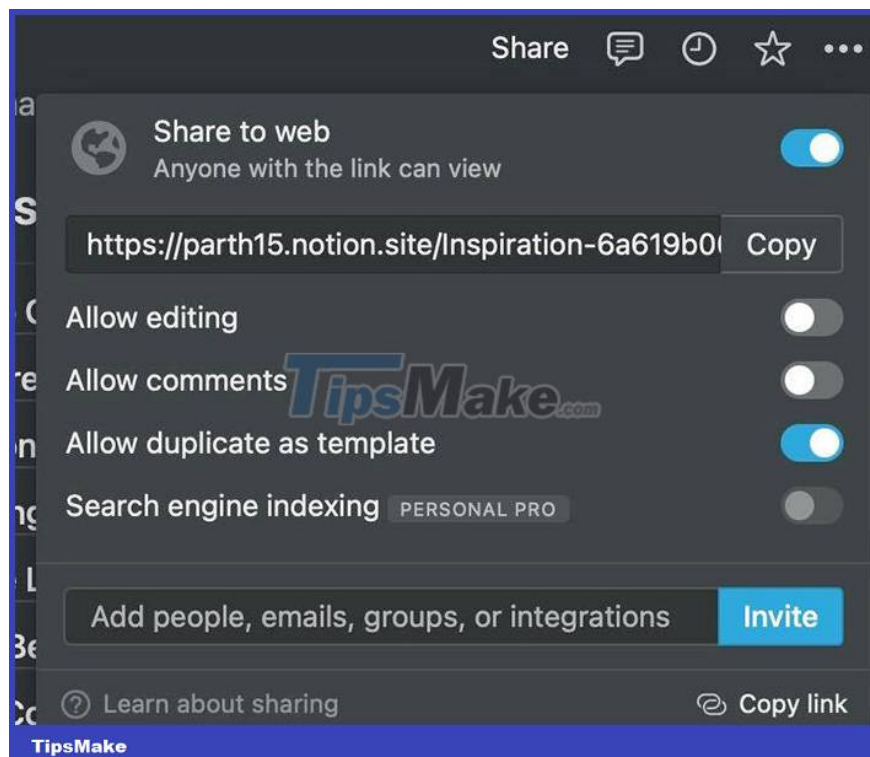 Share
Share to web
Anyone with the link can view
https://parth15.notion.site/Inspiration-6a619b0 Copy
Allow editing
Allow comments
TipsMake.com
Allow duplicate as template
Search engine indexing PERSONAL PRO
Add people, emails, groups, or integrations Invite
Learn about sharing Copy link
TipsMake